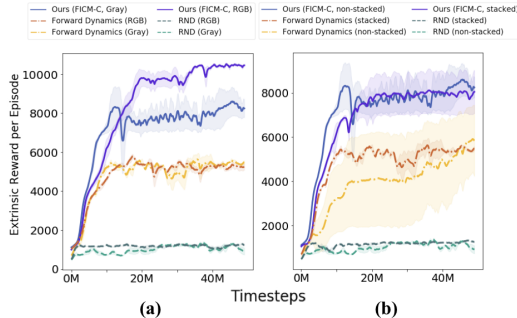 Ours (FICM-C, Gray) Ours (FICM-C, RGB)
Forward Dynamics (RGB) RND (RGB)
Forward Dynamics (Gray) RND (Gray)
Ours (FICM-C, non-stacked) Ours (FICM-C, stacked)
Forward Dynamics (stacked) RND (stacked)
Forward Dynamics (non-stacked) RND (non-stacked)
Extrinsic Reward per Episode
10000
8000
6000
4000
2000
0
0M 20M 40M
8000
6000
4000
2000
0M 20M 40M
Timesteps
(a) (b)